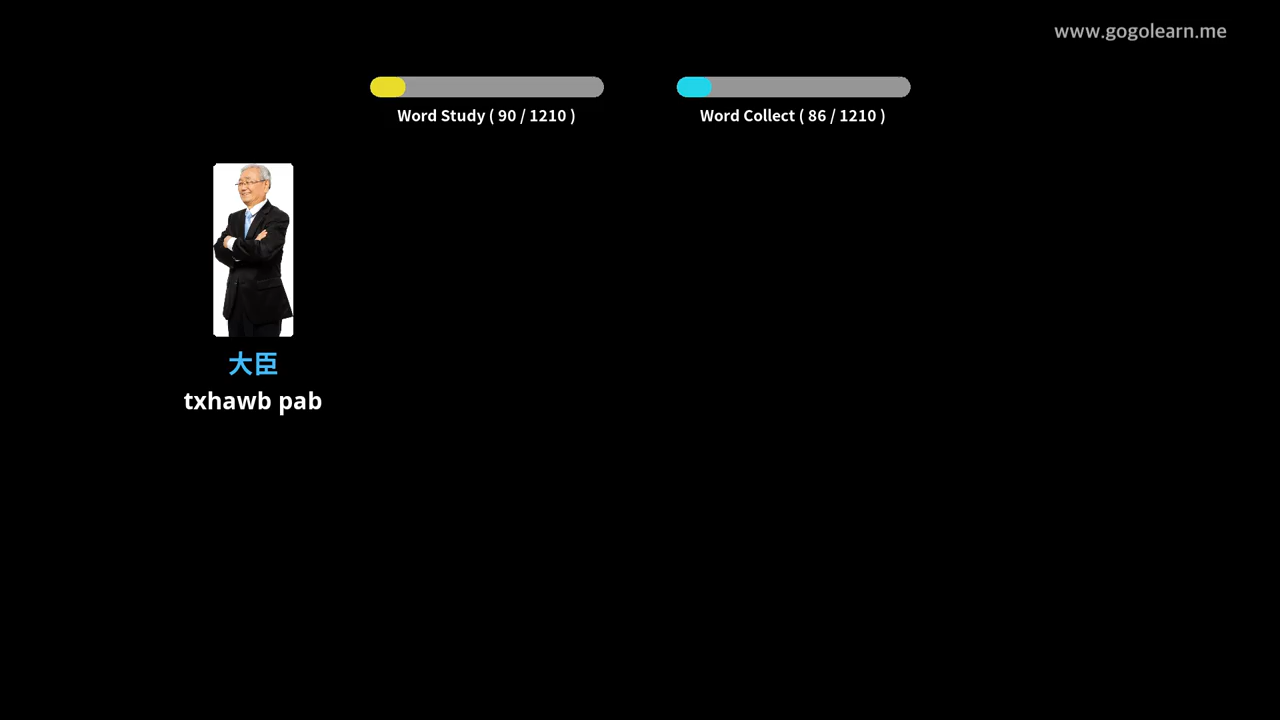 www.gogolearn.me
Word Study ( 90 / 1210 )
Word Collect ( 86 / 1210 )
大臣
txhawb pab